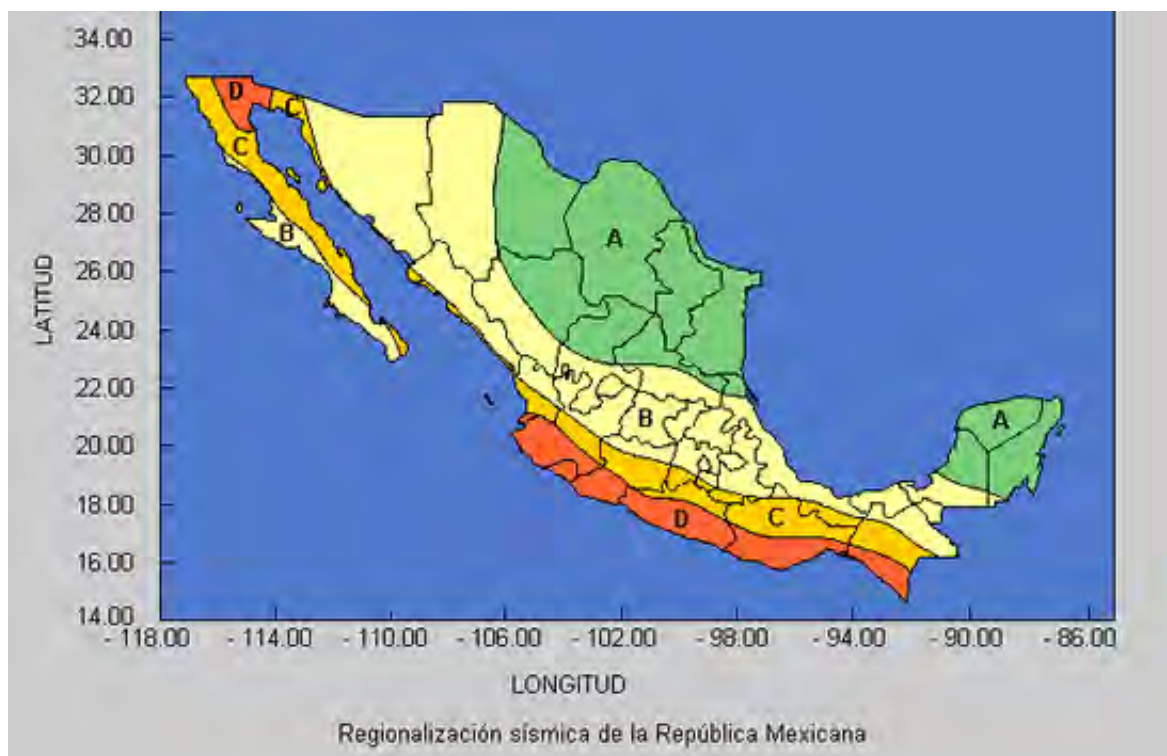 34.00
32.00
30.00
28.00
26.00
24.00
22.00
20.00
18.00
16.00
14.00
LATITUD
D
C
C
B
A
A
B
D
C
- 118.00 - 114.00 - 110.00 - 106.00 - 102.00 - 98.00 - 94.00 - 90.00 - 86.00
LONGITUD
Regionalización sísmica de la República Mexicana